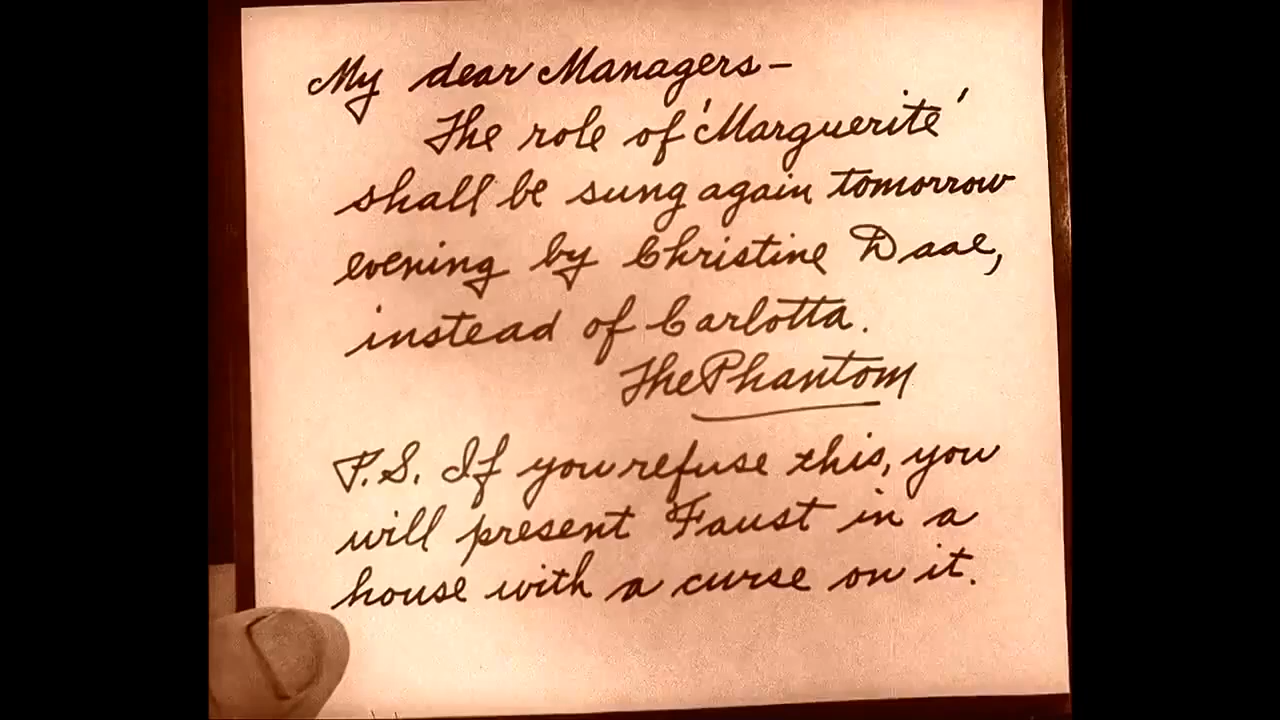 My dear Managers–
The role of 'Marguerite'
shall be sung again tomorrow
evening by Christine Daae,
instead of Carlotta.
The Phantom
P.S. If you refuse this, you
will present Faust in a
house with a curse on it.